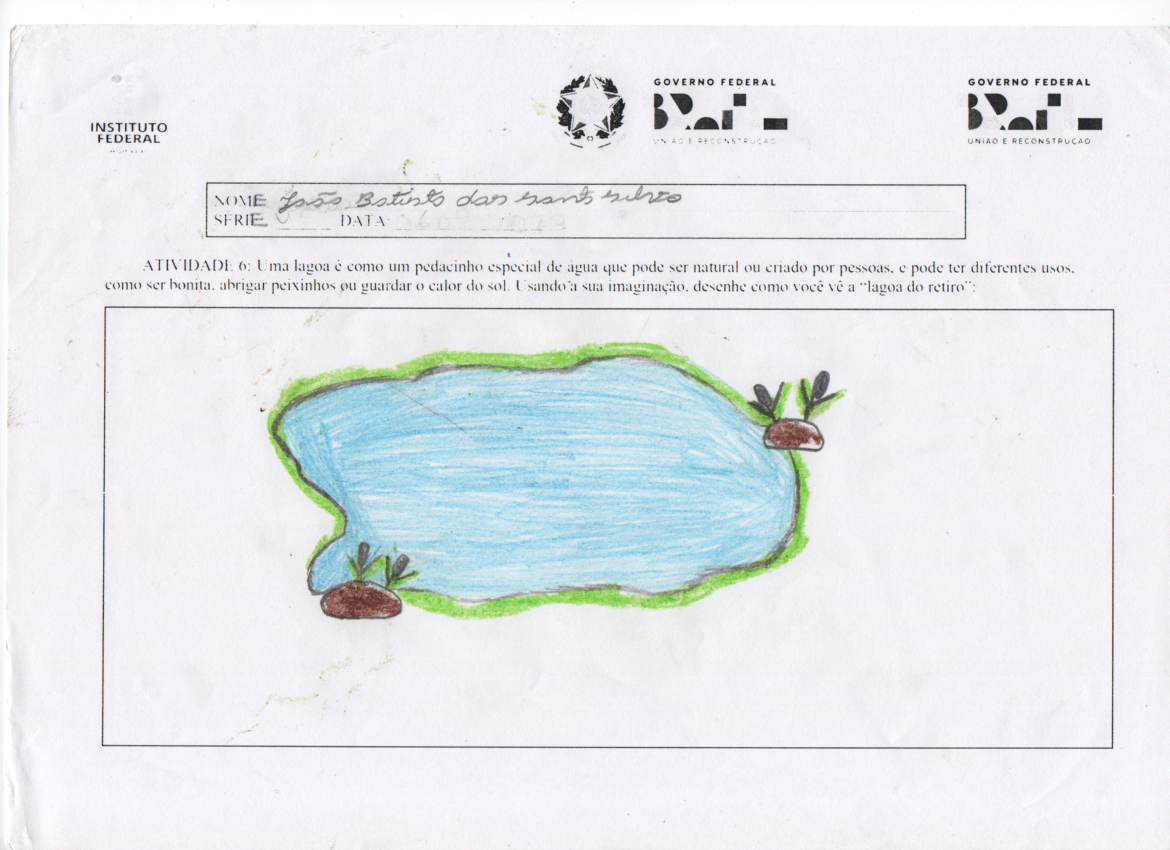 INSTITUTO
FEDERAL
GOVERNO FEDERAL
BRASIL
UNIÃO E RECONSTRUÇÃO
GOVERNO FEDERAL
BRASIL
UNIÃO E RECONSTRUÇÃO
NOME João Batista dos Santos Silva
SÉRIE ____ DATA:
ATIVIDADE 6: Uma lagoa é como um pedacinho especial de água que pode ser natural ou criado por pessoas, e pode ter diferentes usos,
como ser bonita, abrigar peixinhos ou guardar o calor do sol. Usando a sua imaginação, desenhe como você vê a “lagoa do retiro”: